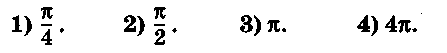 1) π/4. 2) π/2. 3) π. 4) 4π.